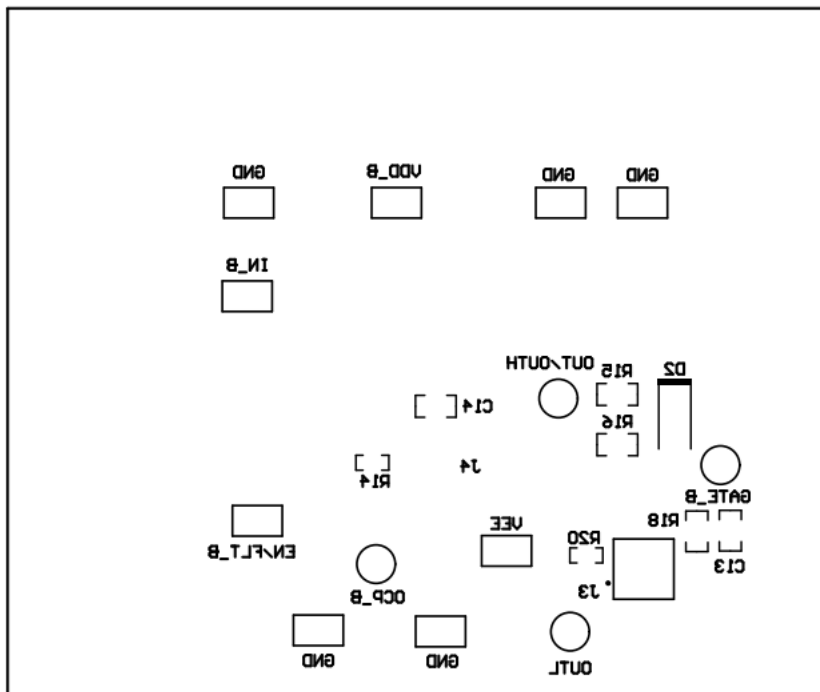 GND
VDD_B
GND
GND
IN_B
OUT/OUTH
R15
D2
C14
R16
J4
R14
GATE_B
VEE
R18
EN/FLT_B
R20
C13
OCP_B
J3
GND
GND
OUTL